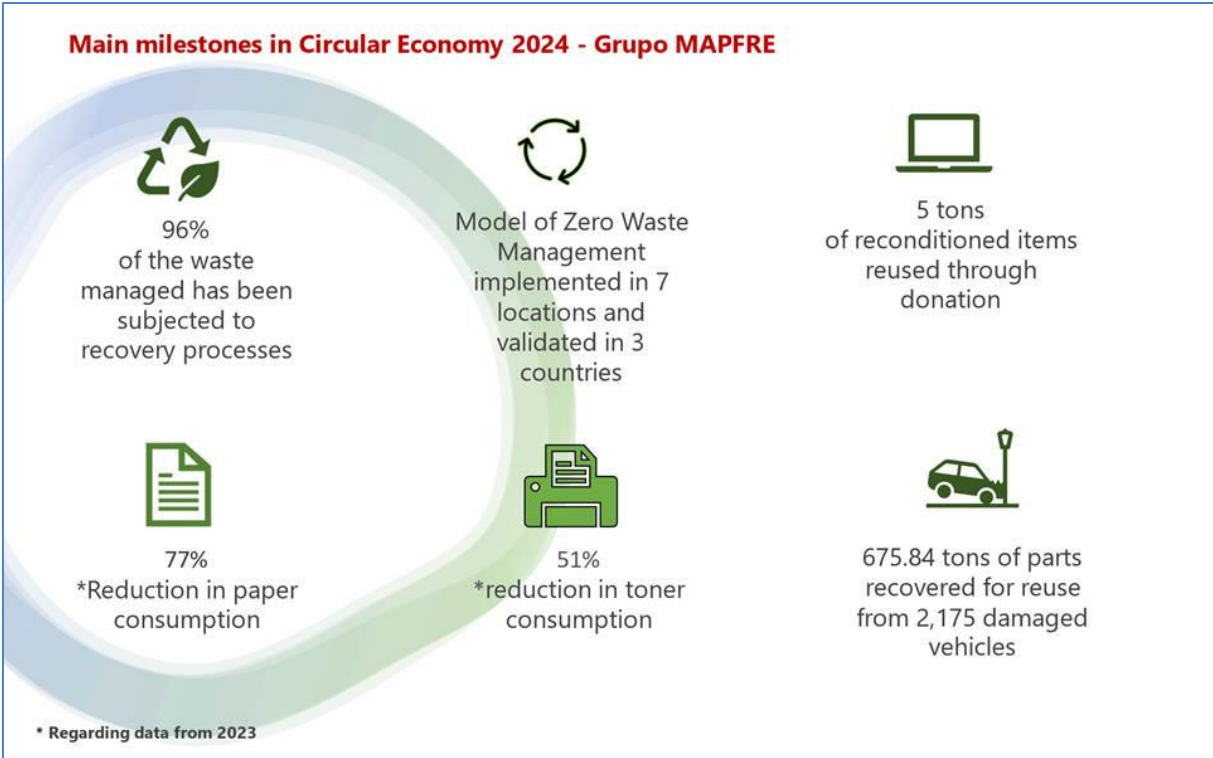 Main milestones in Circular Economy 2024 - Grupo MAPFRE
96%
of the waste
managed has been
subjected to
recovery processes
Model of Zero Waste
Management
implemented in 7
locations and
validated in 3
countries
5 tons
of reconditioned items
reused through
donation
77%
*Reduction in paper
consumption
51%
*reduction in toner
consumption
675.84 tons of parts
recovered for reuse
from 2,175 damaged
vehicles
* Regarding data from 2023